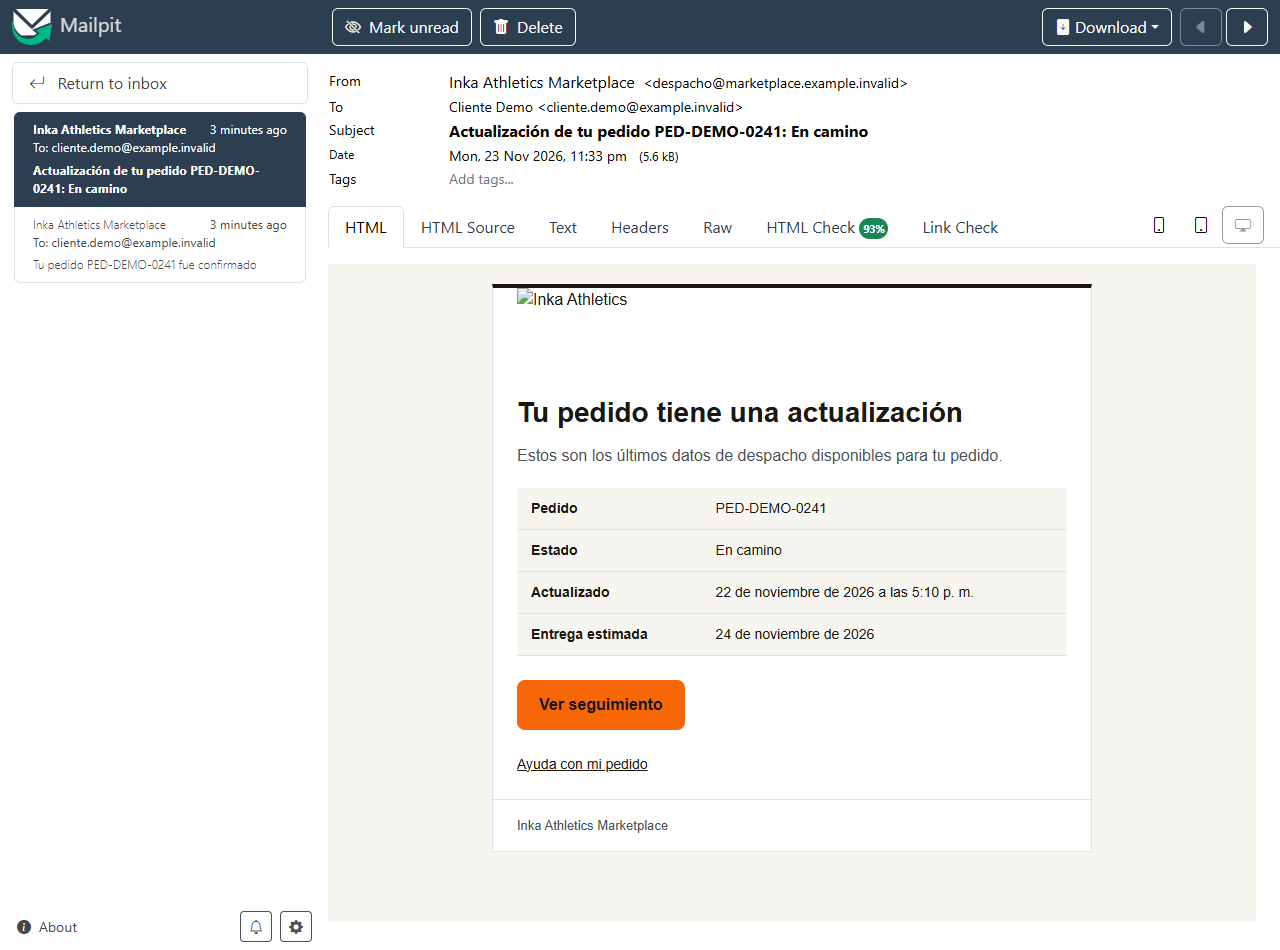 Mailpit
Mark unread
Delete
Download
Return to inbox
Inka Athletics Marketplace 3 minutes ago
To: cliente.demo@example.invalid
Actualización de tu pedido PED-DEMO-
0241: En camino
Inka Athletics Marketplace 3 minutes ago
To: cliente.demo@example.invalid
Tu pedido PED-DEMO-0241 fue confirmado
From Inka Athletics Marketplace <despacho@marketplace.example.invalid>
To Cliente Demo <cliente.demo@example.invalid>
Subject Actualización de tu pedido PED-DEMO-0241: En camino
Date Mon, 23 Nov 2026, 11:33 pm (5.6 kB)
Tags Add tags...
HTML HTML Source Text Headers Raw HTML Check 93% Link Check
Inka Athletics
Tu pedido tiene una actualización
Estos son los últimos datos de despacho disponibles para tu pedido.
Pedido PED-DEMO-0241
Estado En camino
Actualizado 22 de noviembre de 2026 a las 5:10 p. m.
Entrega estimada 24 de noviembre de 2026
Ver seguimiento
Ayuda con mi pedido
Inka Athletics Marketplace
About